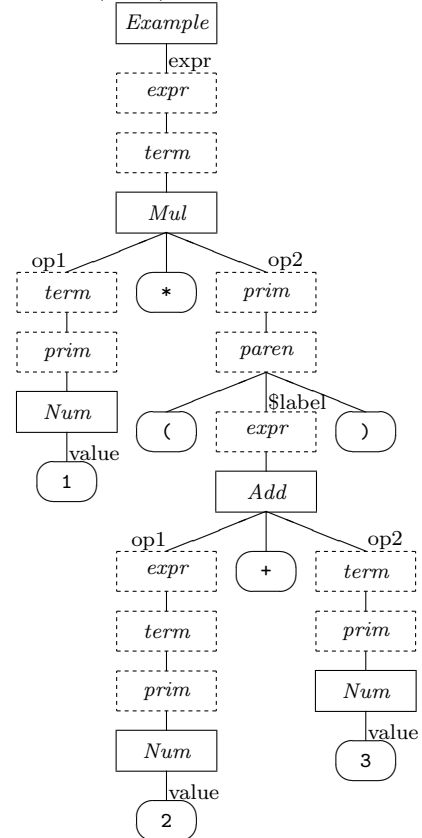 Example
expr
expr
term
Mul
op1 op2
term * prim
prim paren
Num ( $label )
expr
value
1 Add
op1 op2
expr + term
term prim
prim Num
value
Num 3
value
2